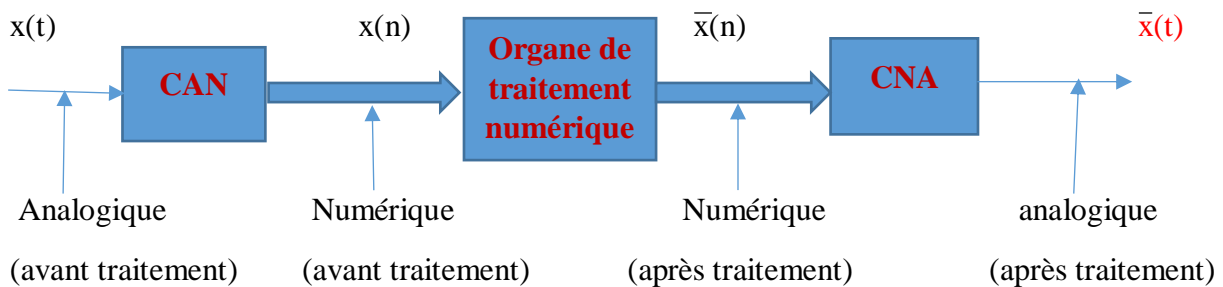 x(t)
x(n)
x̅(n)
x̅(t)
CAN
Organe de
traitement
numérique
CNA
Analogique
(avant traitement)
Numérique
(avant traitement)
Numérique
(après traitement)
analogique
(après traitement)